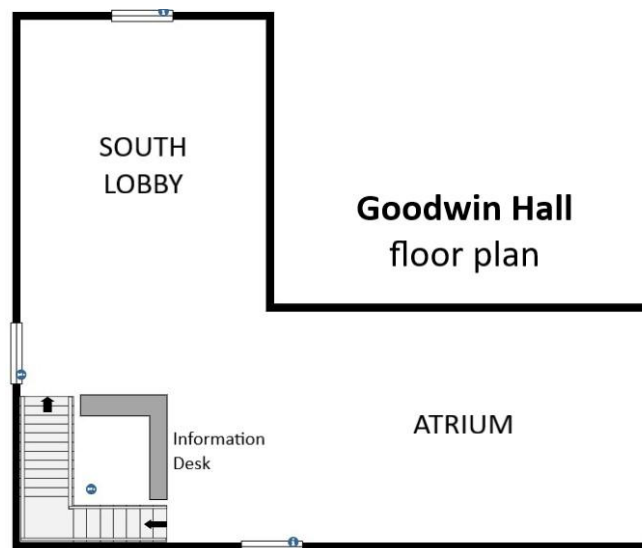 SOUTH
LOBBY
Goodwin Hall
floor plan
Information
Desk
ATRIUM